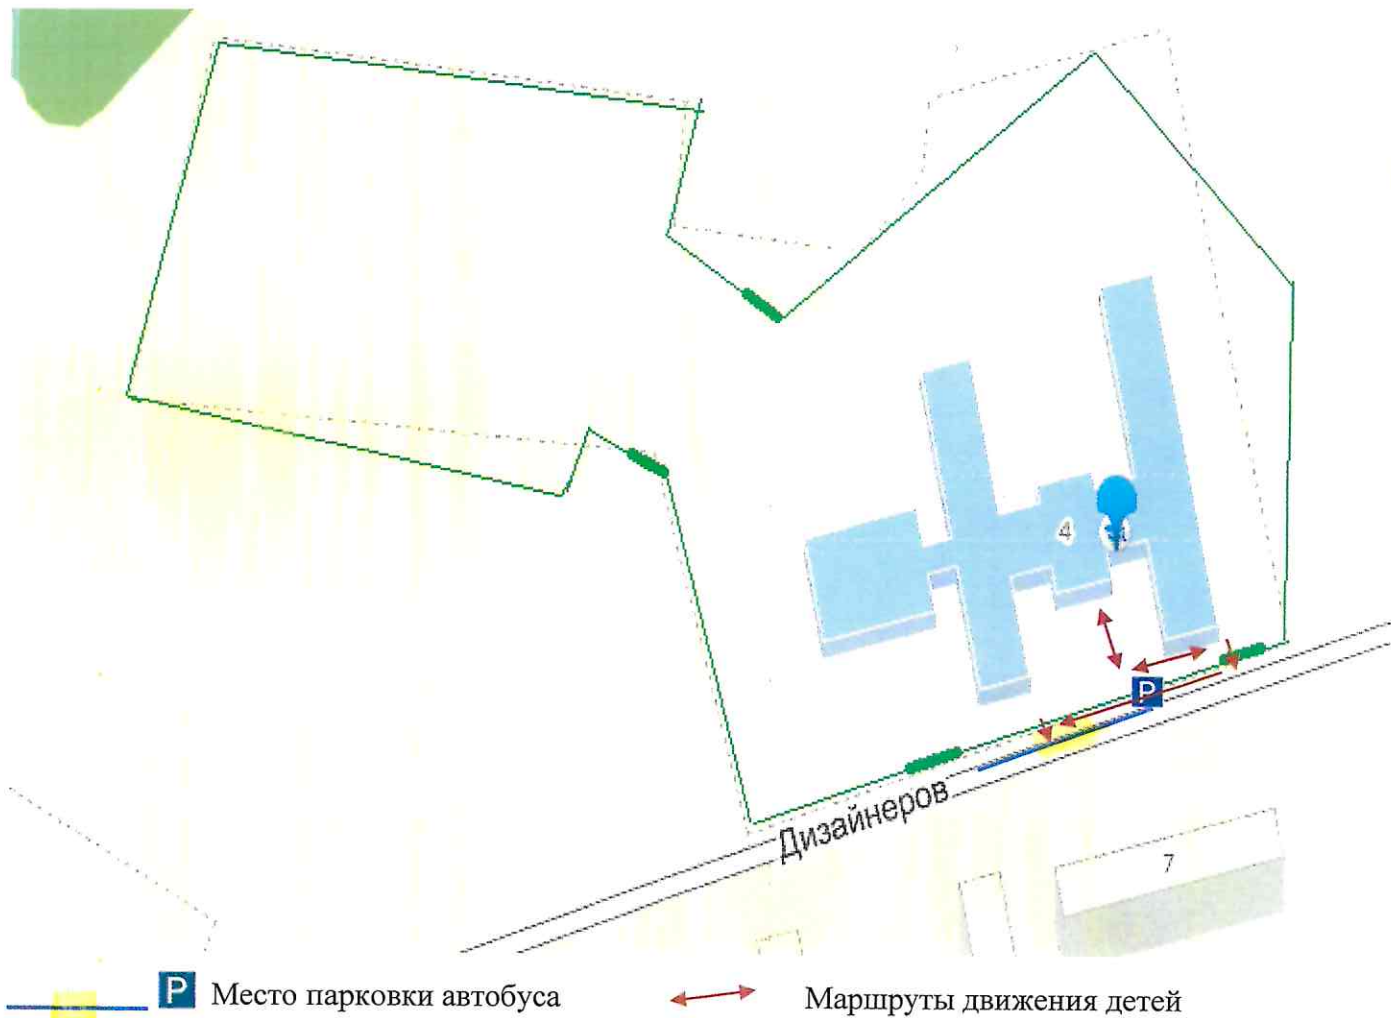 4
P
Дизайнеров
7
P Место парковки автобуса
Маршруты движения детей